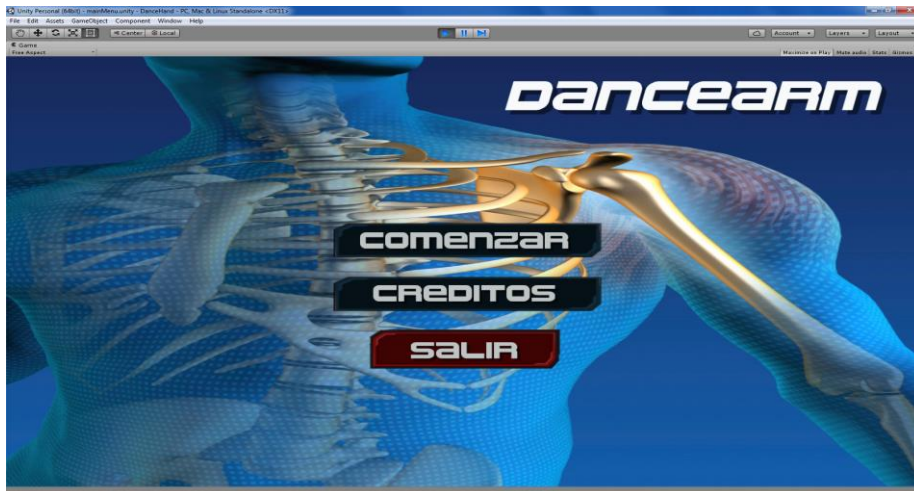 Unity Personal (64bit) - mainMenu.unity - DanceHand - PC, Mac & Linux Standalone <DX11>
File Edit Assets GameObject Component Window Help
Center Local Account Layers Layout
Game
Free Aspect Maximize on Play Mute audio Stats Gizmos
DANCEARM
COMENZAR
CREDITOS
SALIR